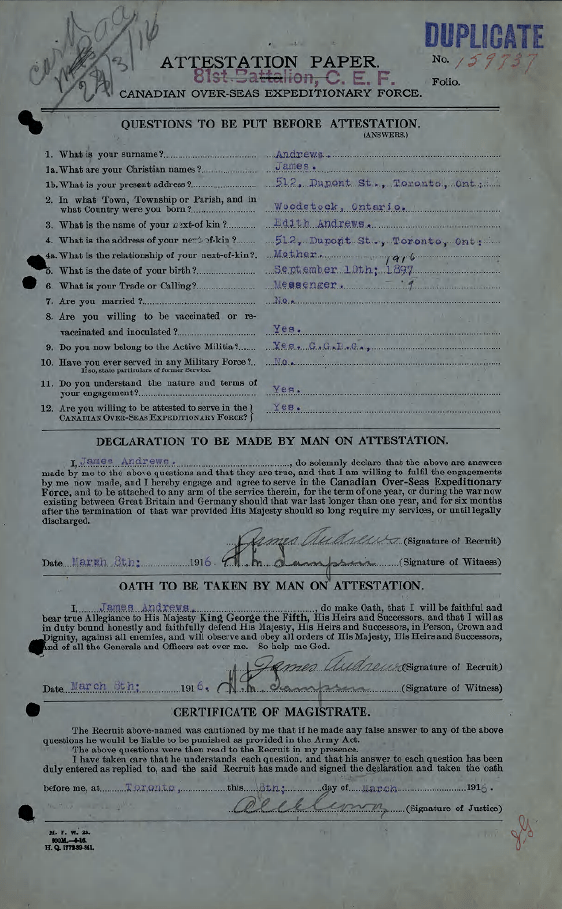 DUPLICATE
ATTESTATION PAPER.
No. 159737
81st Battalion, C. E. F.
Folio.
CANADIAN OVER-SEAS EXPEDITIONARY FORCE.
24/3/16
QUESTIONS TO BE PUT BEFORE ATTESTATION.
(ANSWERS.)
1. What is your surname? Andrews.
1a. What are your Christian names? James.
1b. What is your present address? 512, Dupont St., Toronto, Ont:
2. In what Town, Township or Parish, and in
what Country were you born? Woodstock, Ontario.
3. What is the name of your next-of-kin? Edith Andrews.
4. What is the address of your next-of-kin? 512, Dupont St., Toronto, Ont:
4a. What is the relationship of your next-of-kin? Mother.
1916
5. What is the date of your birth? September 10th; 1897
6. What is your Trade or Calling? Messenger.
7. Are you married? No.
8. Are you willing to be vaccinated or re-
vaccinated and inoculated? Yes.
9. Do you now belong to the Active Militia? Yes.
10. Have you ever served in any Military Force? No.
If so, state particulars of former Service.
11. Do you understand the nature and terms of
your engagement? Yes.
12. Are you willing to be attested to serve in the Yes.
CANADIAN OVER-SEAS EXPEDITIONARY FORCE?
DECLARATION TO BE MADE BY MAN ON ATTESTATION.
I, James Andrews. , do solemnly declare that the above are answers
made by me to the above questions and that they are true, and that I am willing to fulfil the engagements
by me now made, and I hereby engage and agree to serve in the Canadian Over-Seas Expeditionary
Force, and to be attached to any arm of the service therein, for the term of one year, or during the war now
existing between Great Britain and Germany should that war last longer than one year, and for six months
after the termination of that war provided His Majesty should so long require my services, or until legally
discharged.
James Andrews (Signature of Recruit)
Date March 8th; 1916 (Signature of Witness)
OATH TO BE TAKEN BY MAN ON ATTESTATION.
I, James Andrews. , do make Oath, that I will be faithful and
bear true Allegiance to His Majesty King George the Fifth, His Heirs and Successors, and that I will as
in duty bound honestly and faithfully defend His Majesty, His Heirs and Successors, in Person, Crown and
Dignity, against all enemies, and will observe and obey all orders of His Majesty, His Heirs and Successors,
and of all the Generals and Officers set over me. So help me God.
James Andrews (Signature of Recruit)
Date March 8th; 1916. (Signature of Witness)
CERTIFICATE OF MAGISTRATE.
The Recruit above-named was cautioned by me that if he made any false answer to any of the above
questions he would be liable to be punished as provided in the Army Act.
The above questions were then read to the Recruit in my presence.
I have taken care that he understands each question, and that his answer to each question has been
duly entered as replied to, and the said Recruit has made and signed the declaration and taken the oath
before me, at Toronto, this 8th; day of March 1916.
(Signature of Justice)
M. F. W. 23.
H. Q. 1772-39-841.